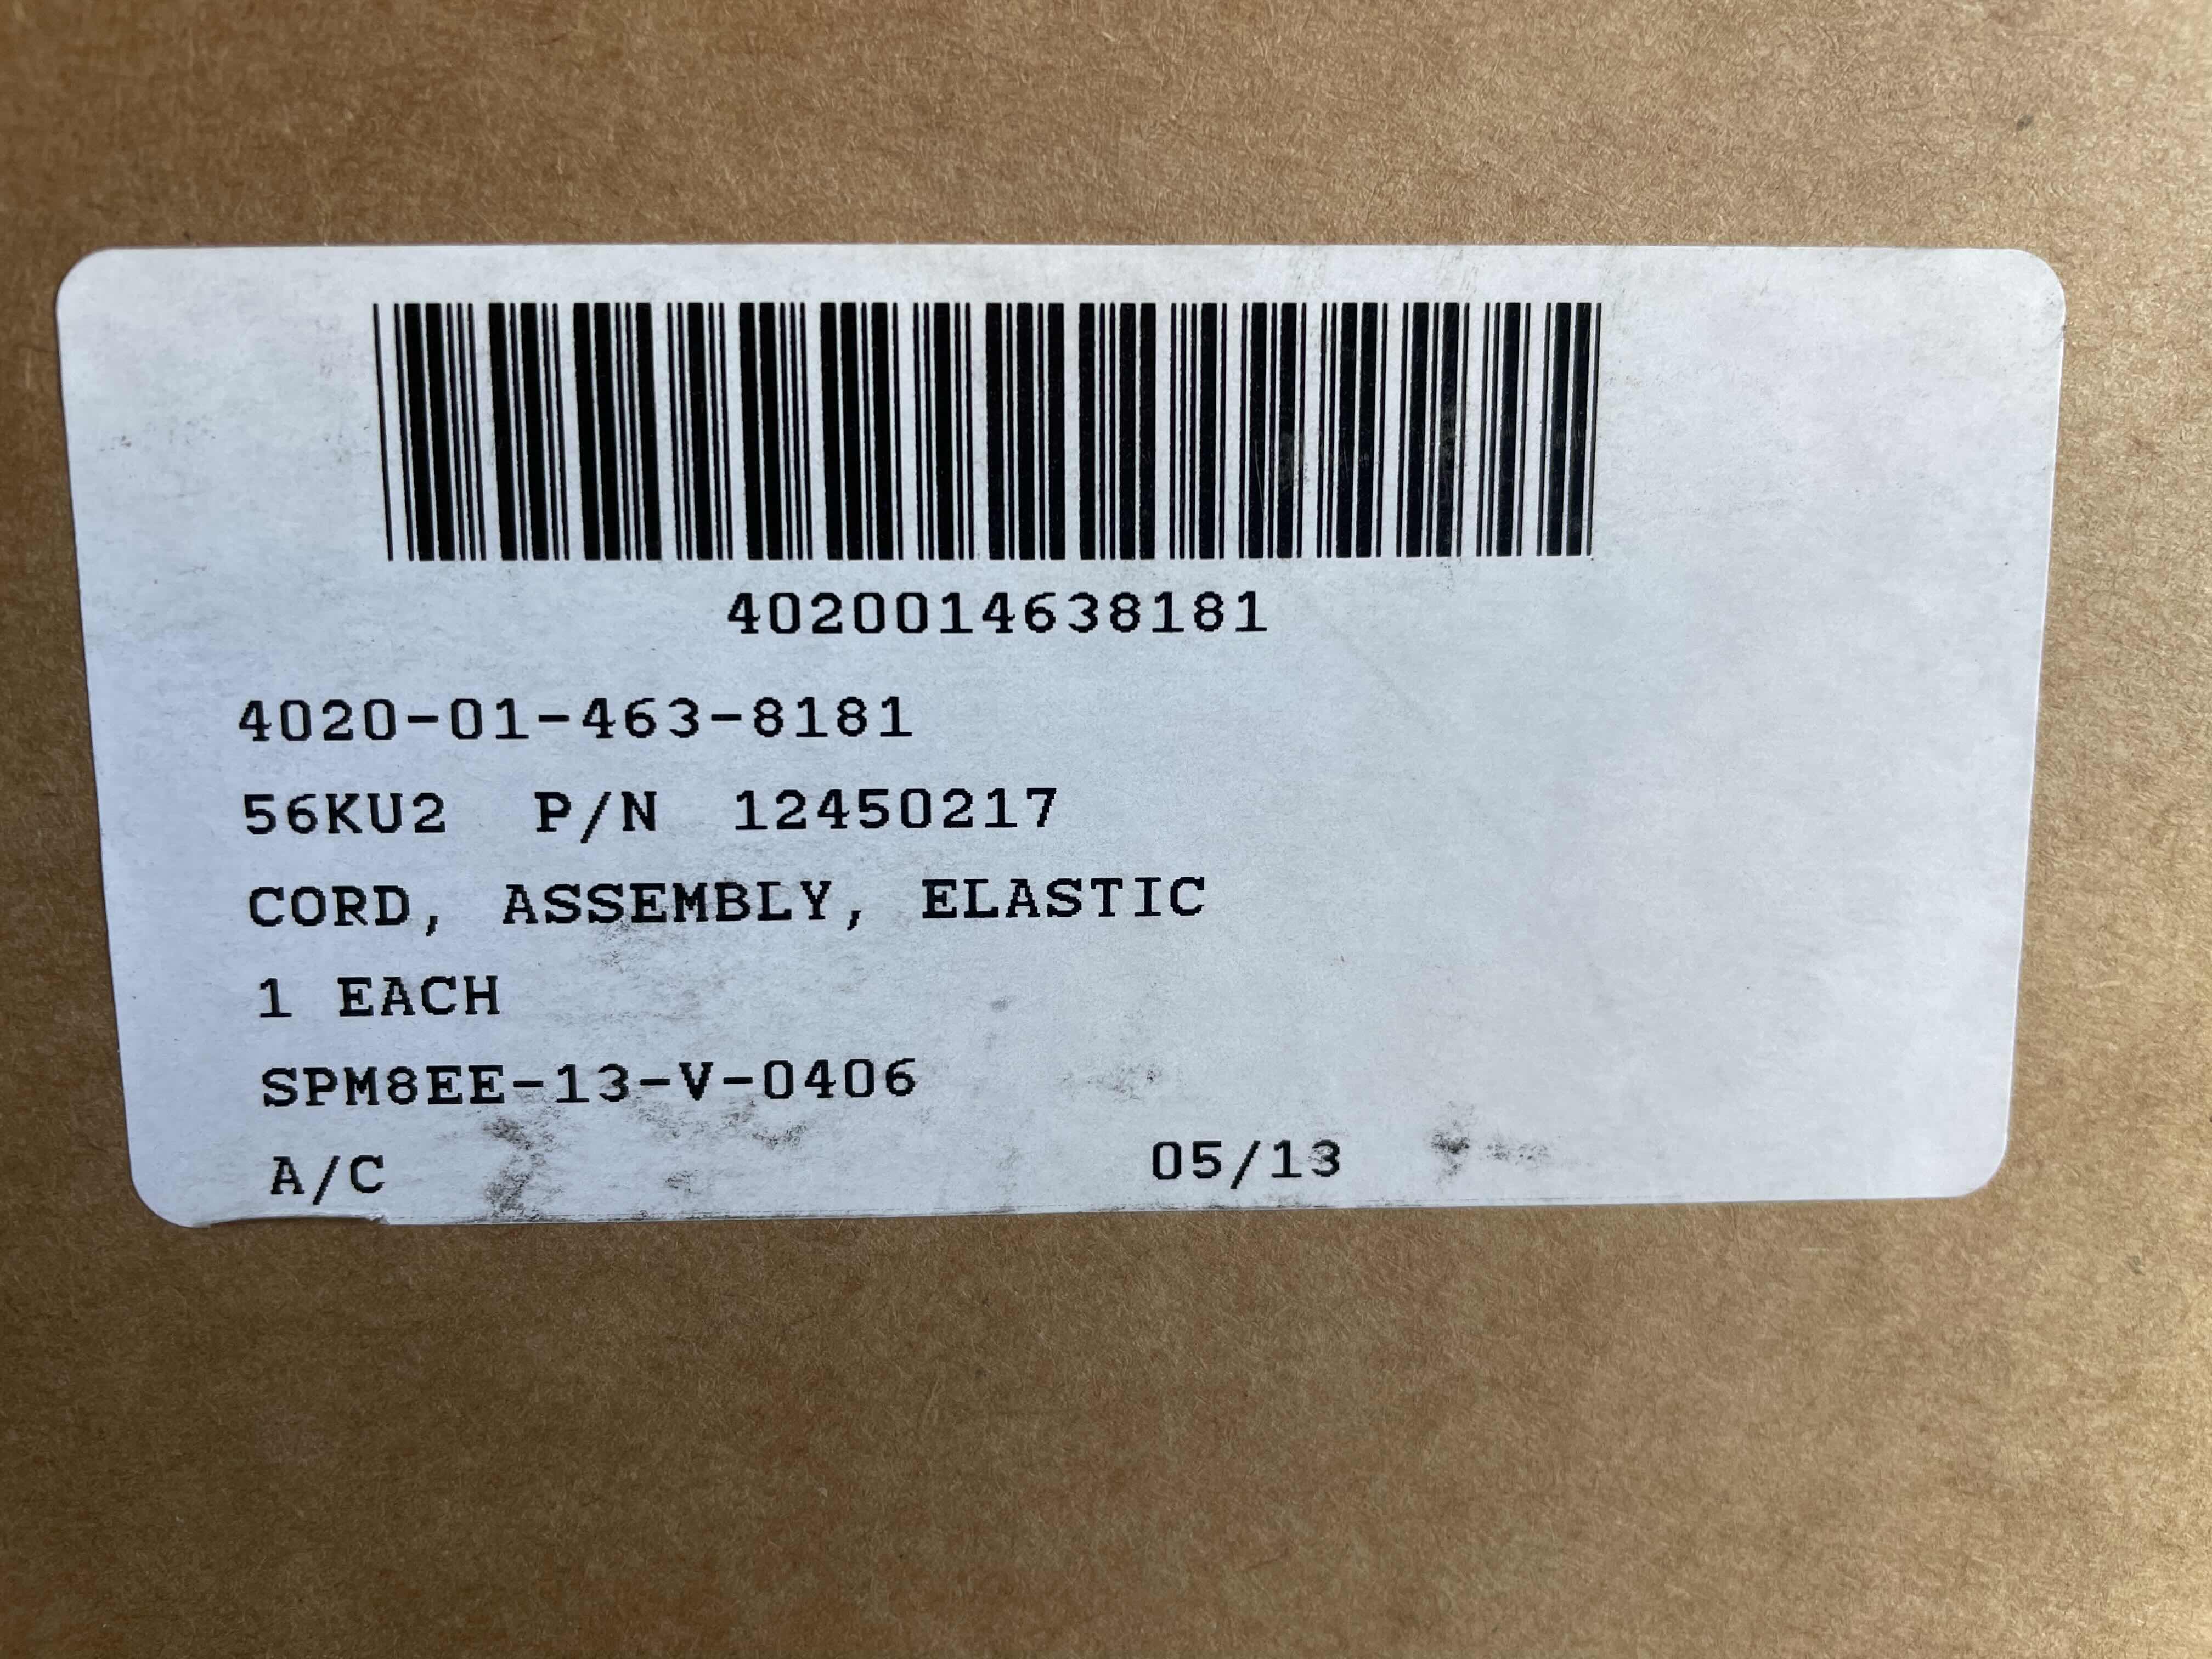 4020014638181
4020-01-463-8181
56KU2 P/N 12450217
CORD, ASSEMBLY, ELASTIC
1 EACH
SPM8EE-13-V-0406
A/C 05/13